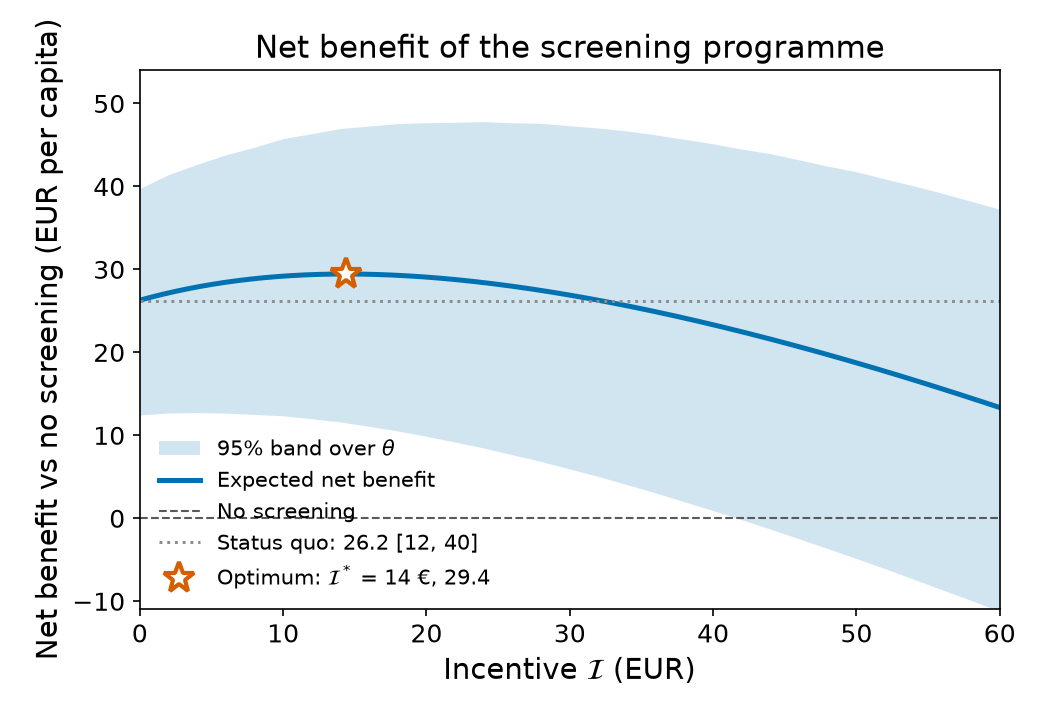 Net benefit of the screening programme
Net benefit vs no screening (EUR per capita)
50
40
30
20
10
0
−10
95% band over θ
Expected net benefit
No screening
Status quo: 26.2 [12, 40]
Optimum: ℐ* = 14 €, 29.4
0 10 20 30 40 50 60
Incentive ℐ (EUR)